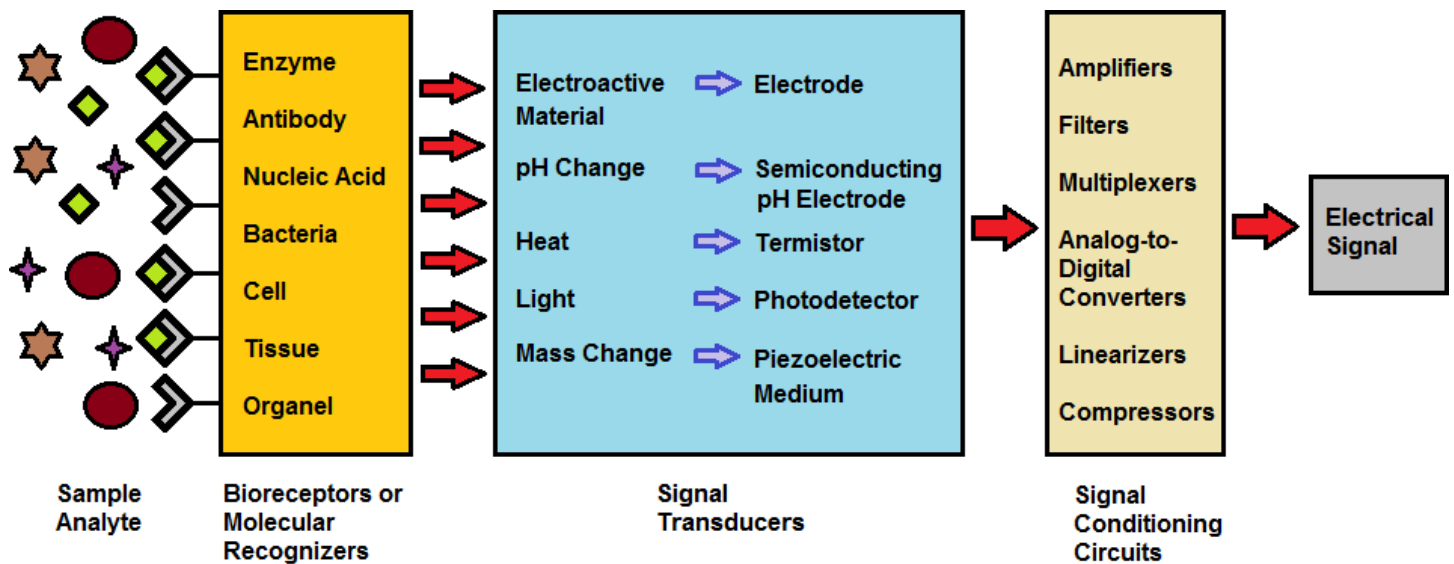 Enzyme
Antibody
Nucleic Acid
Bacteria
Cell
Tissue
Organel
Electroactive
Material
Electrode
pH Change
Semiconducting
pH Electrode
Heat
Termistor
Light
Photodetector
Mass Change
Piezoelectric
Medium
Amplifiers
Filters
Multiplexers
Analog-to-
Digital
Converters
Linearizers
Compressors
Electrical
Signal
Sample
Analyte
Bioreceptors or
Molecular
Recognizers
Signal
Transducers
Signal
Conditioning
Circuits